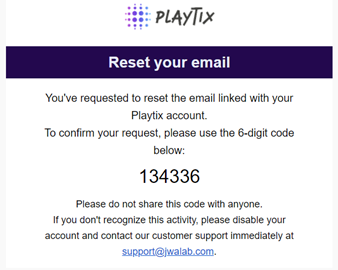 PLAYTIX
Reset your email
You've requested to reset the email linked with your
Playtix account.
To confirm your request, please use the 6-digit code
below:
134336
Please do not share this code with anyone.
If you don't recognize this activity, please disable your
account and contact our customer support immediately at
support@jwalab.com.